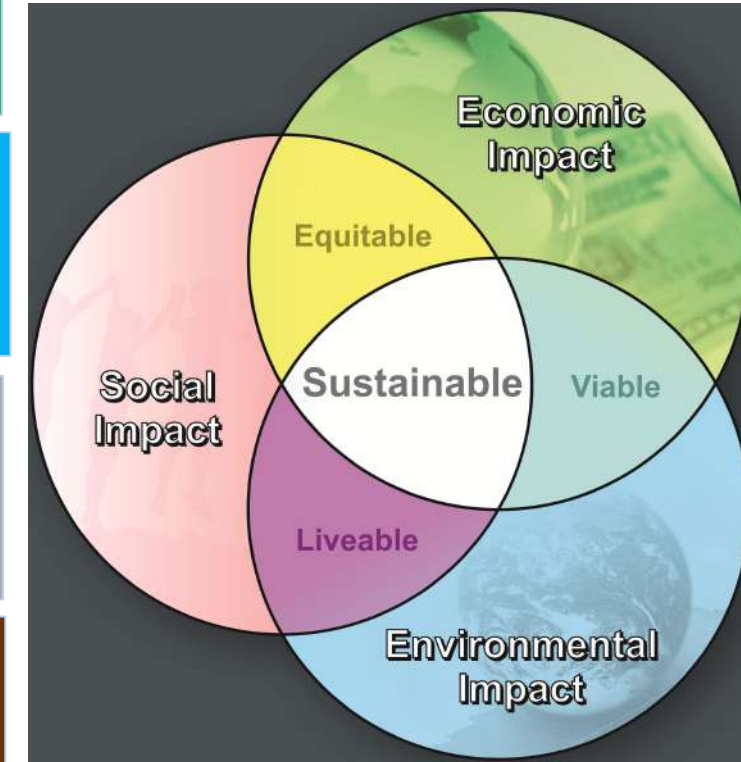 Economic
Impact
Equitable
Social
Impact
Sustainable
Viable
Liveable
Environmental
Impact